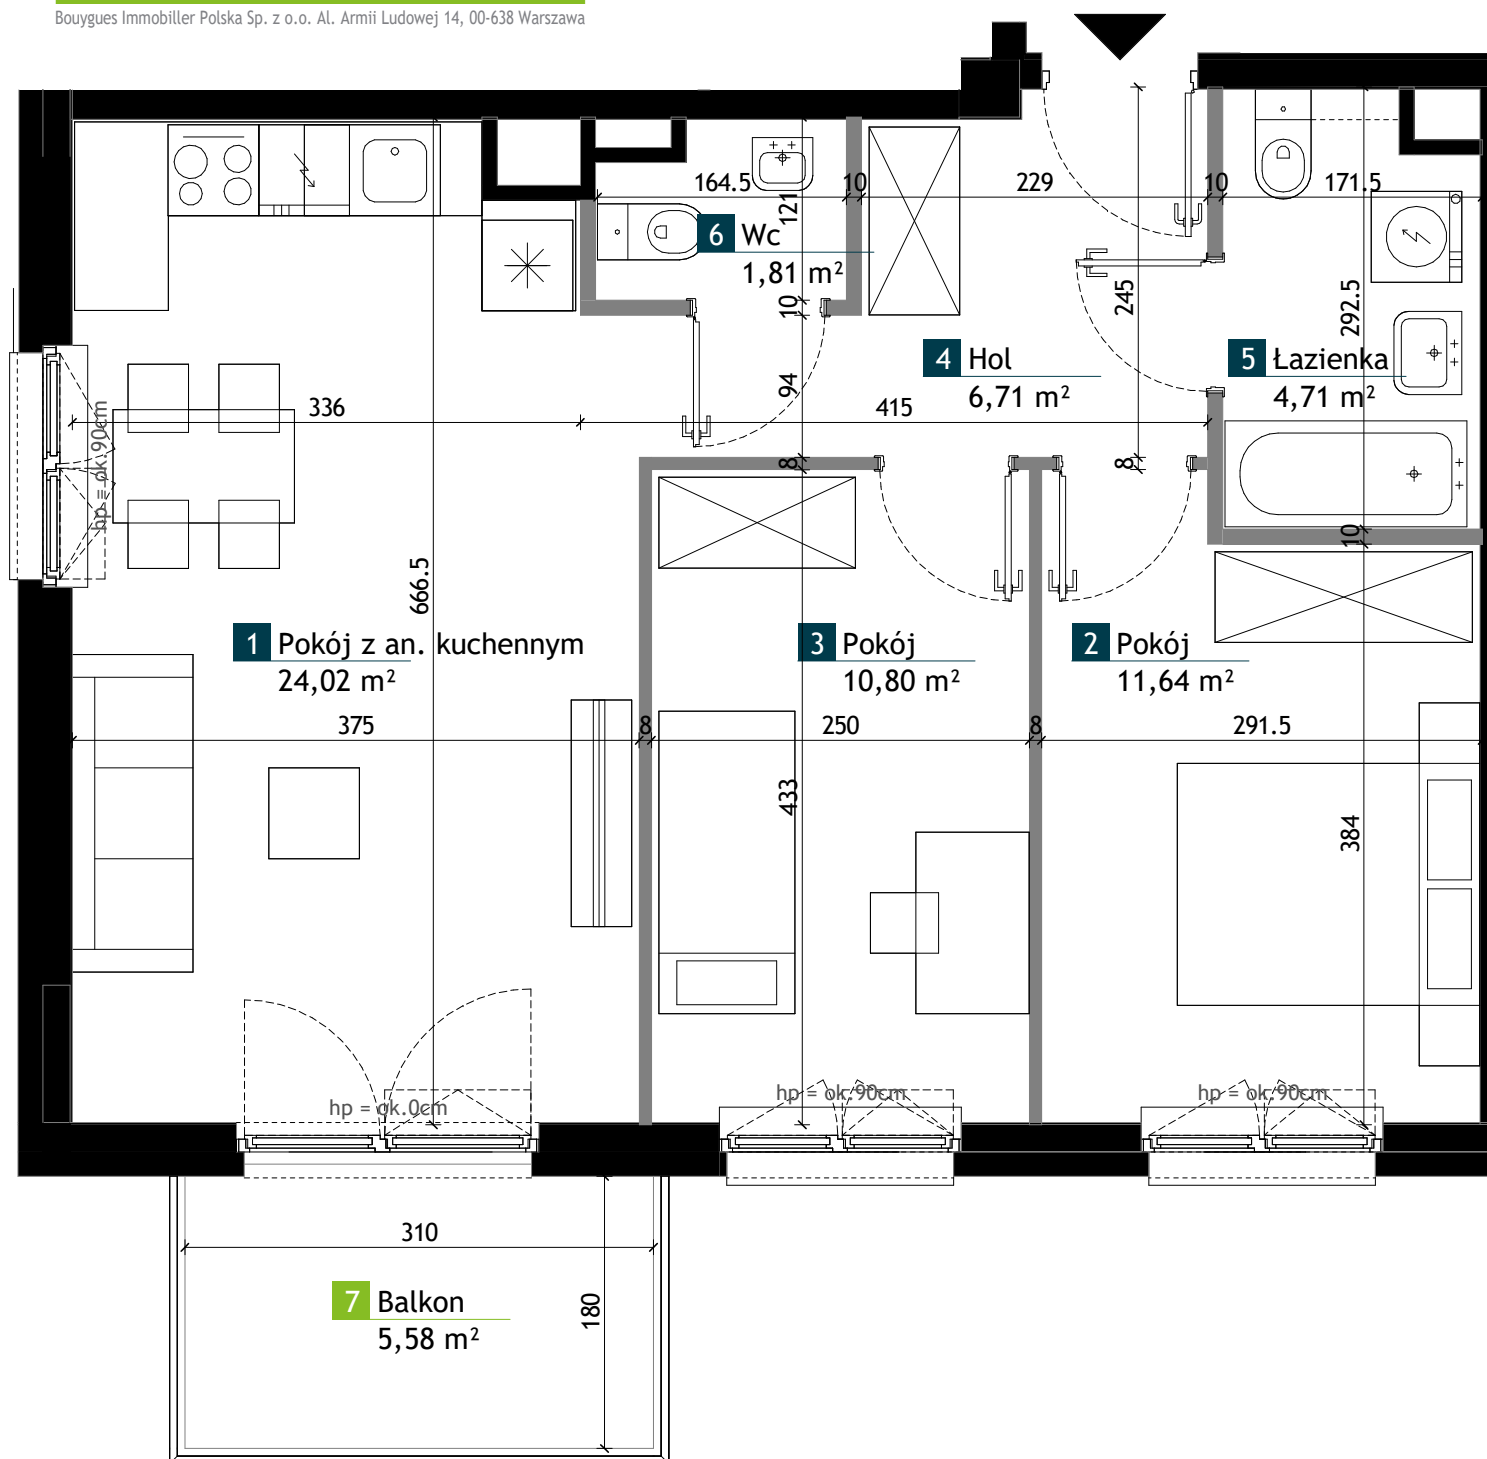 Bouygues Immobiller Polska Sp. z o.o. Al. Armii Ludowej 14, 00-638 Warszawa
164.5
10
229
10
171.5
121
6 Wc
1,81 m²
10
245
292.5
94
4 Hol
6,71 m²
5 Łazienka
4,71 m²
336
415
hp = ok.90cm
8
8
10
666.5
1 Pokój z an. kuchennym
24,02 m²
3 Pokój
10,80 m²
2 Pokój
11,64 m²
375
8
250
8
291.5
433
384
hp = ok.0cm
hp = ok.90cm
hp = ok.90cm
310
7 Balkon
5,58 m²
180